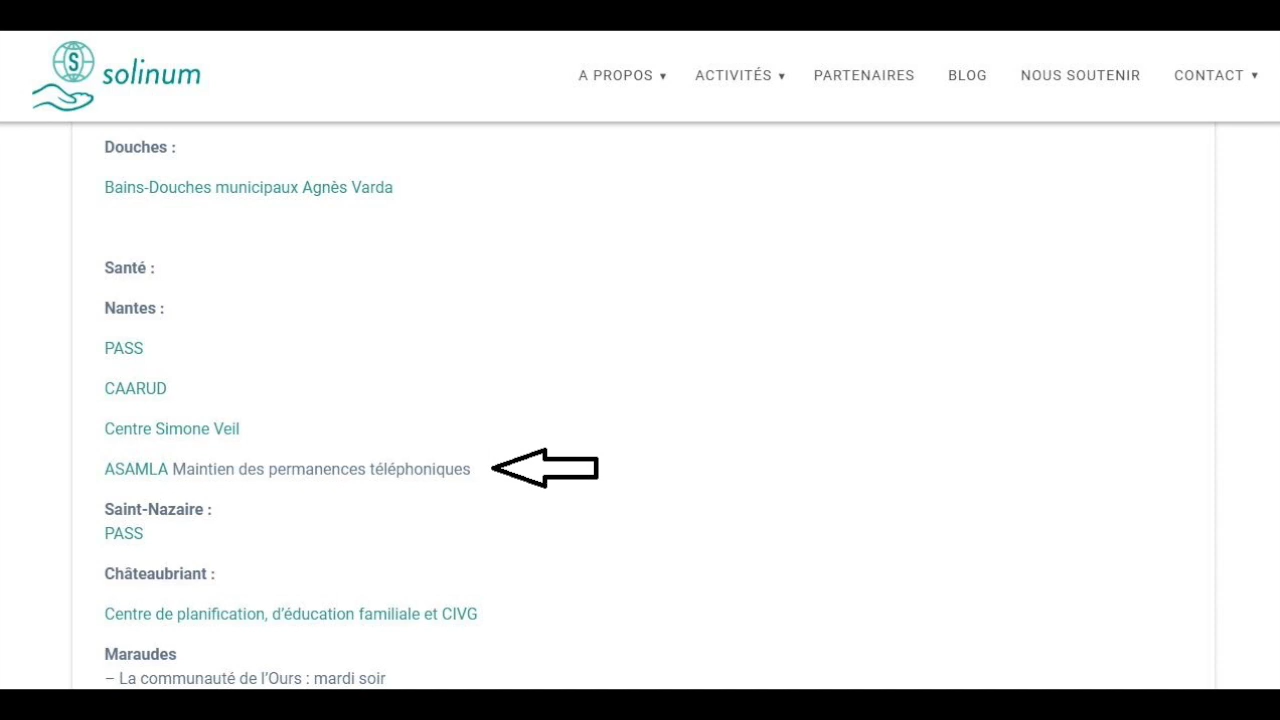 S
solinum
A PROPOS ▾ ACTIVITÉS ▾ PARTENAIRES BLOG NOUS SOUTENIR CONTACT ▾
Douches :
Bains-Douches municipaux Agnès Varda
Santé :
Nantes :
PASS
CAARUD
Centre Simone Veil
ASAMLA Maintien des permanences téléphoniques
Saint-Nazaire :
PASS
Châteaubriant :
Centre de planification, d’éducation familiale et CIVG
Maraudes
– La communauté de l’Ours : mardi soir